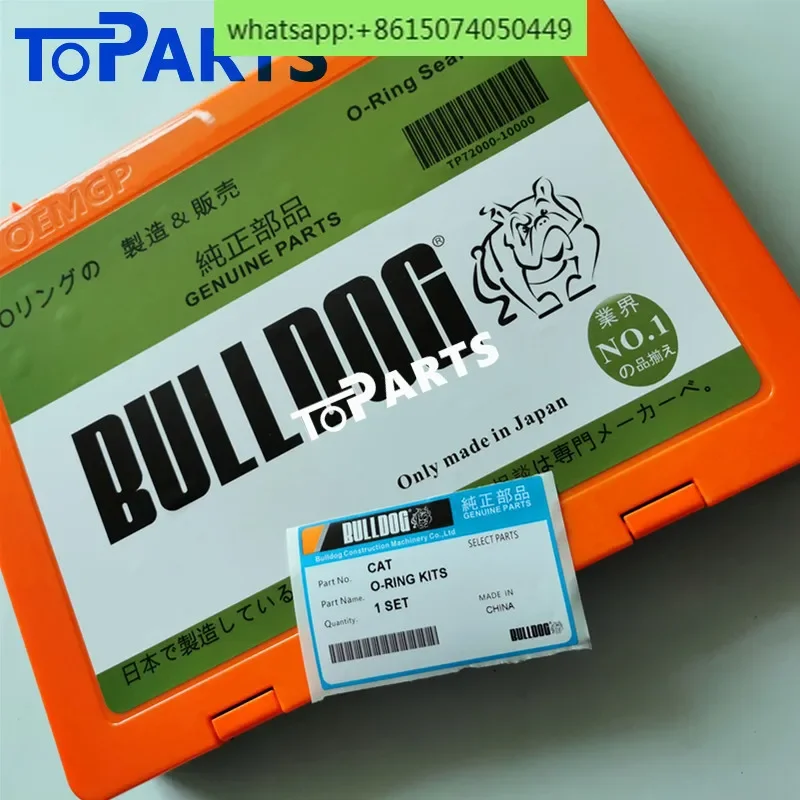 whatsapp:+8615074050449
TOPARTS
O-Ring Seal
TP72000-10000
OEMGP
Oリングの 製造&販売
純正部品
GENUINE PARTS
BULLDOG®
TOPARTS
業界
NO.1
の品揃え
Only made in Japan
相談は専門メーカーべ。
日本で製造している
BULLDOG
純正部品
GENUINE PARTS
Bulldog Construction Machinery Co.,Ltd
SELECT PARTS
Part No. CAT
Part Name. O-RING KITS
Quantity. 1 SET
MADE IN
CHINA
BULLDOG